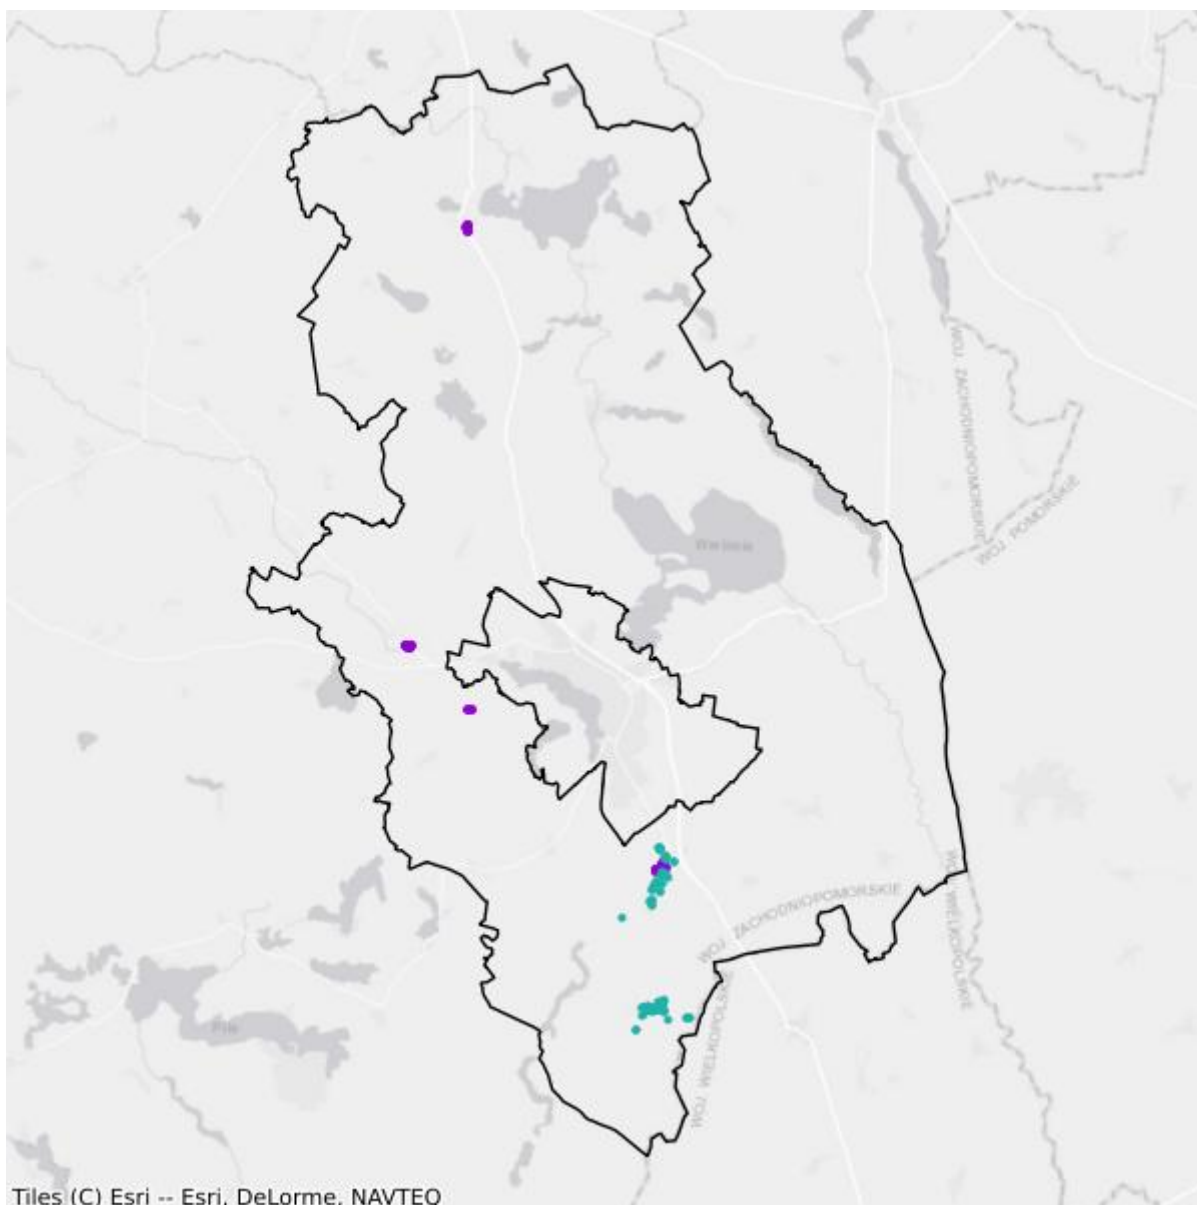 WOJ. ZACHODNIOPOMORSKIE
WOJ. POMORSKIE
WOJ. ZACHODNIOPOMORSKIE
WOJ. WIELKOPOLSKIE
WOJ. WIELKOPOLSKIE
Tiles (C) Esri -- Esri, DeLorme, NAVTEQ